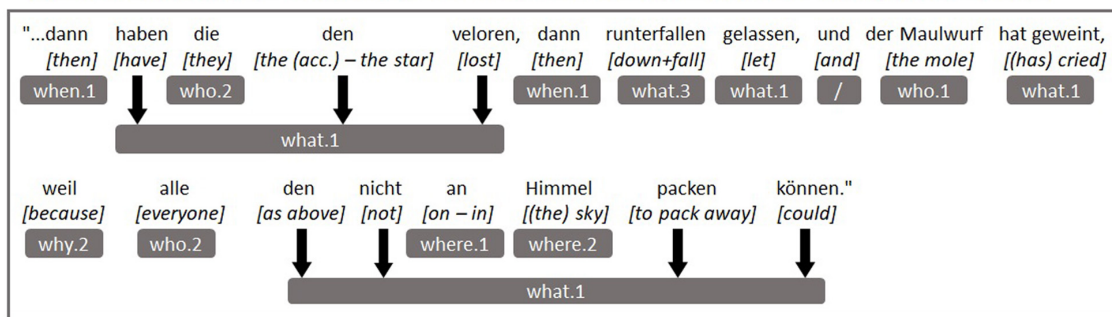 "...dann haben die den veloren, dann runterfallen gelassen, und der Maulwurf hat geweint,
[then] [have] [they] [the (acc.) – the star] [lost] [then] [down+fall] [let] [and] [the mole] [(has) cried]
when.1 who.2 when.1 what.3 what.1 / who.1 what.1
what.1
weil alle den nicht an Himmel packen können."
[because] [everyone] [as above] [not] [on – in] [(the) sky] [to pack away] [could]
why.2 who.2 where.1 where.2
what.1